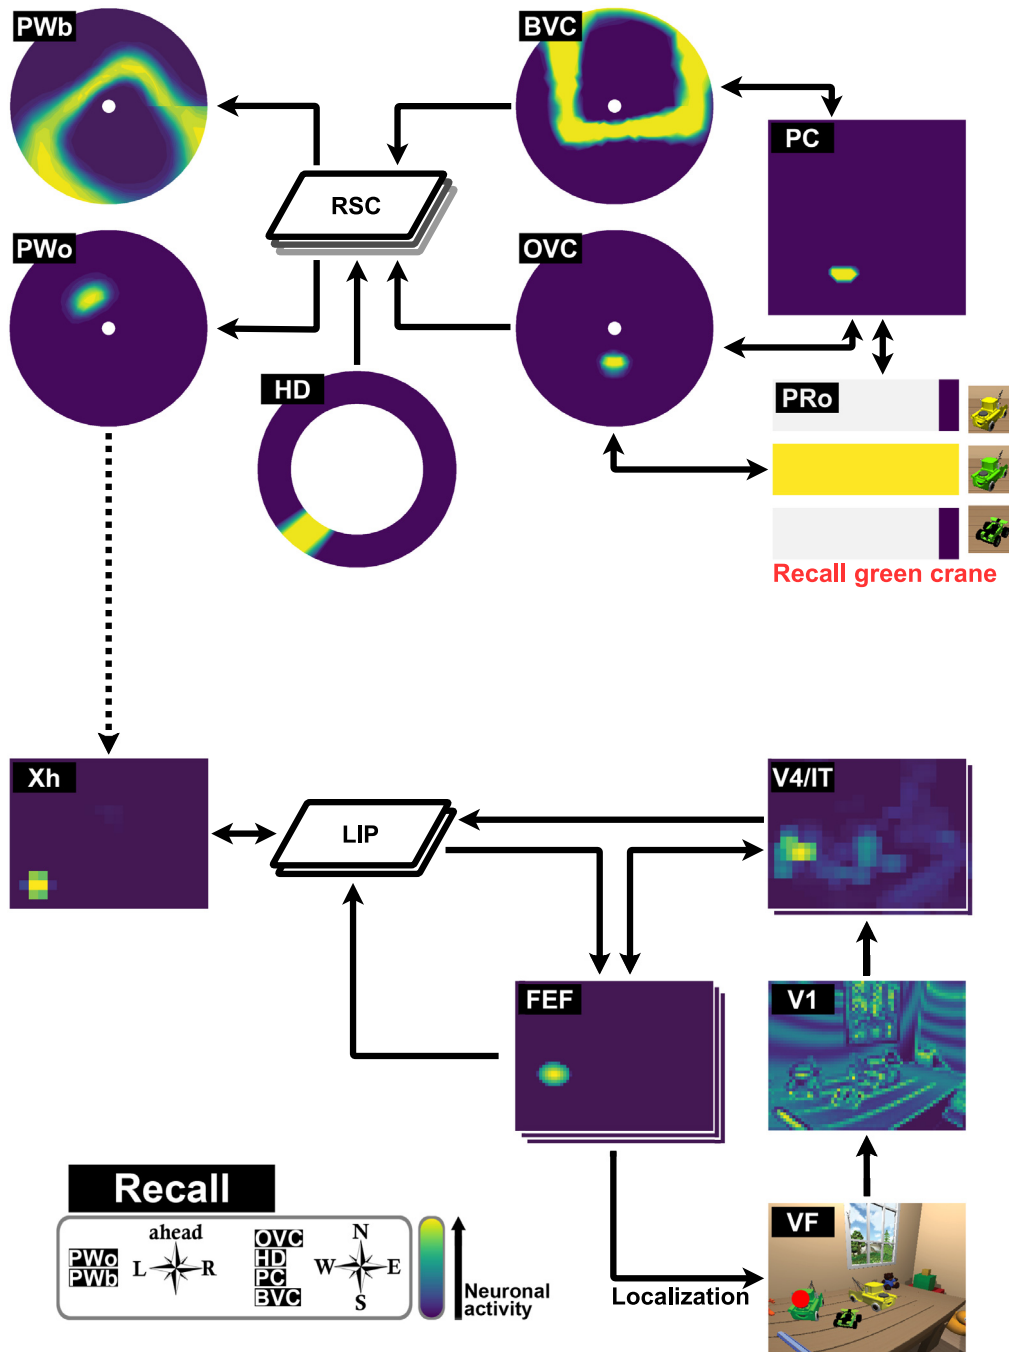 PWb
BVC
PC
RSC
PWo
OVC
HD
PRo
Recall green crane
Xh
LIP
V4/IT
FEF
V1
Recall
VF
ahead
PWo
PWb
L
R
OVC
HD
PC
BVC
N
W
E
S
Neuronal
activity
Localization